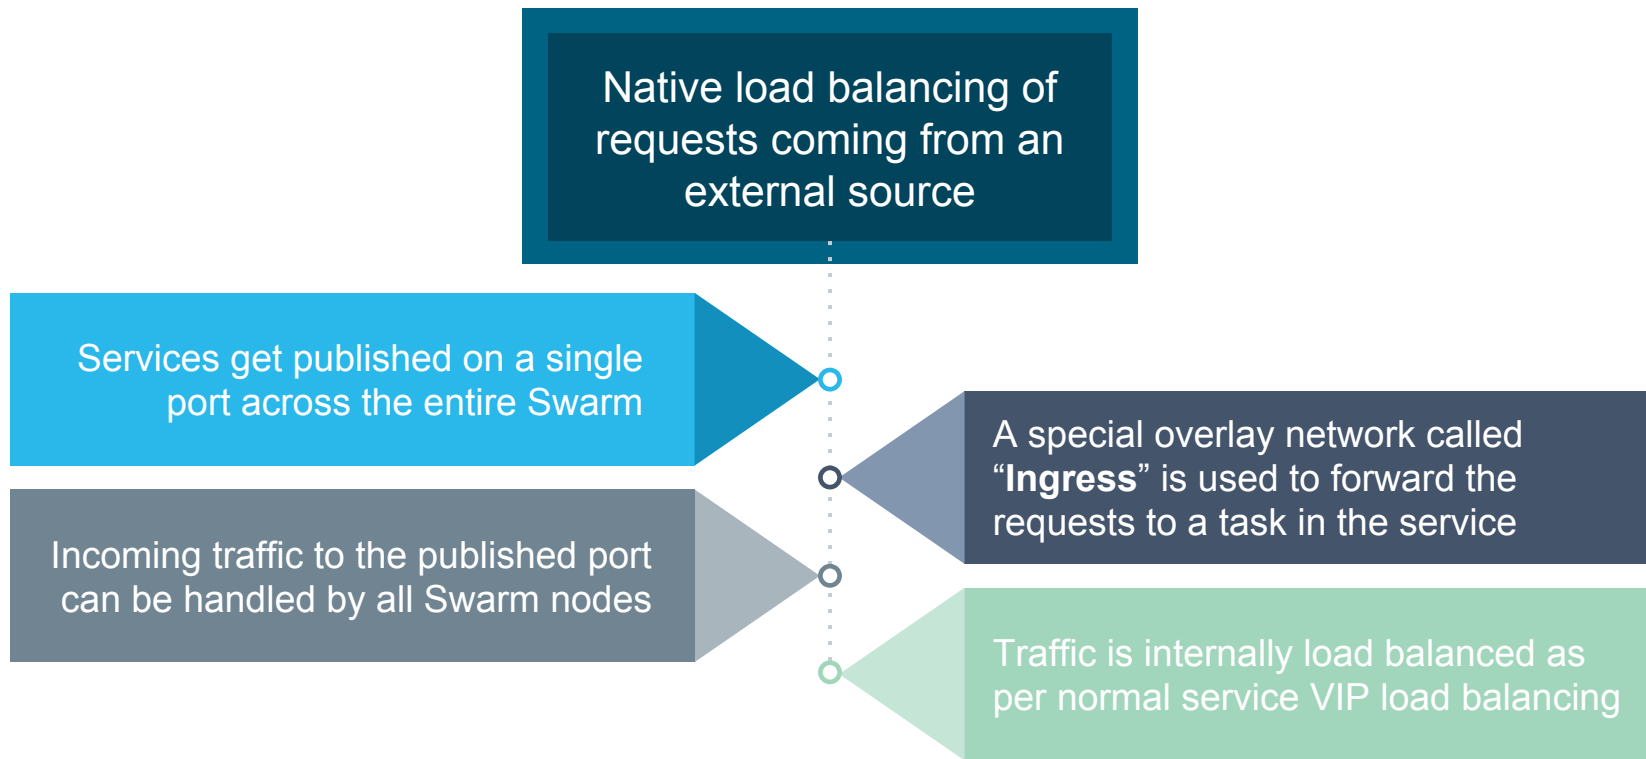 Native load balancing of
requests coming from an
external source
Services get published on a single
port across the entire Swarm
A special overlay network called
“Ingress” is used to forward the
requests to a task in the service
Incoming traffic to the published port
can be handled by all Swarm nodes
Traffic is internally load balanced as
per normal service VIP load balancing